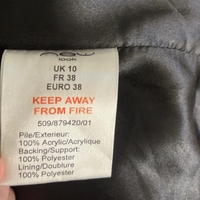 new
look
UK 10
FR 38
EURO 38
KEEP AWAY
FROM FIRE
509/879420/01
Pile/Exterieur:
100% Acrylic/Acrylique
Backing/Support:
100% Polyester
Lining/Doublure
100% Polyester